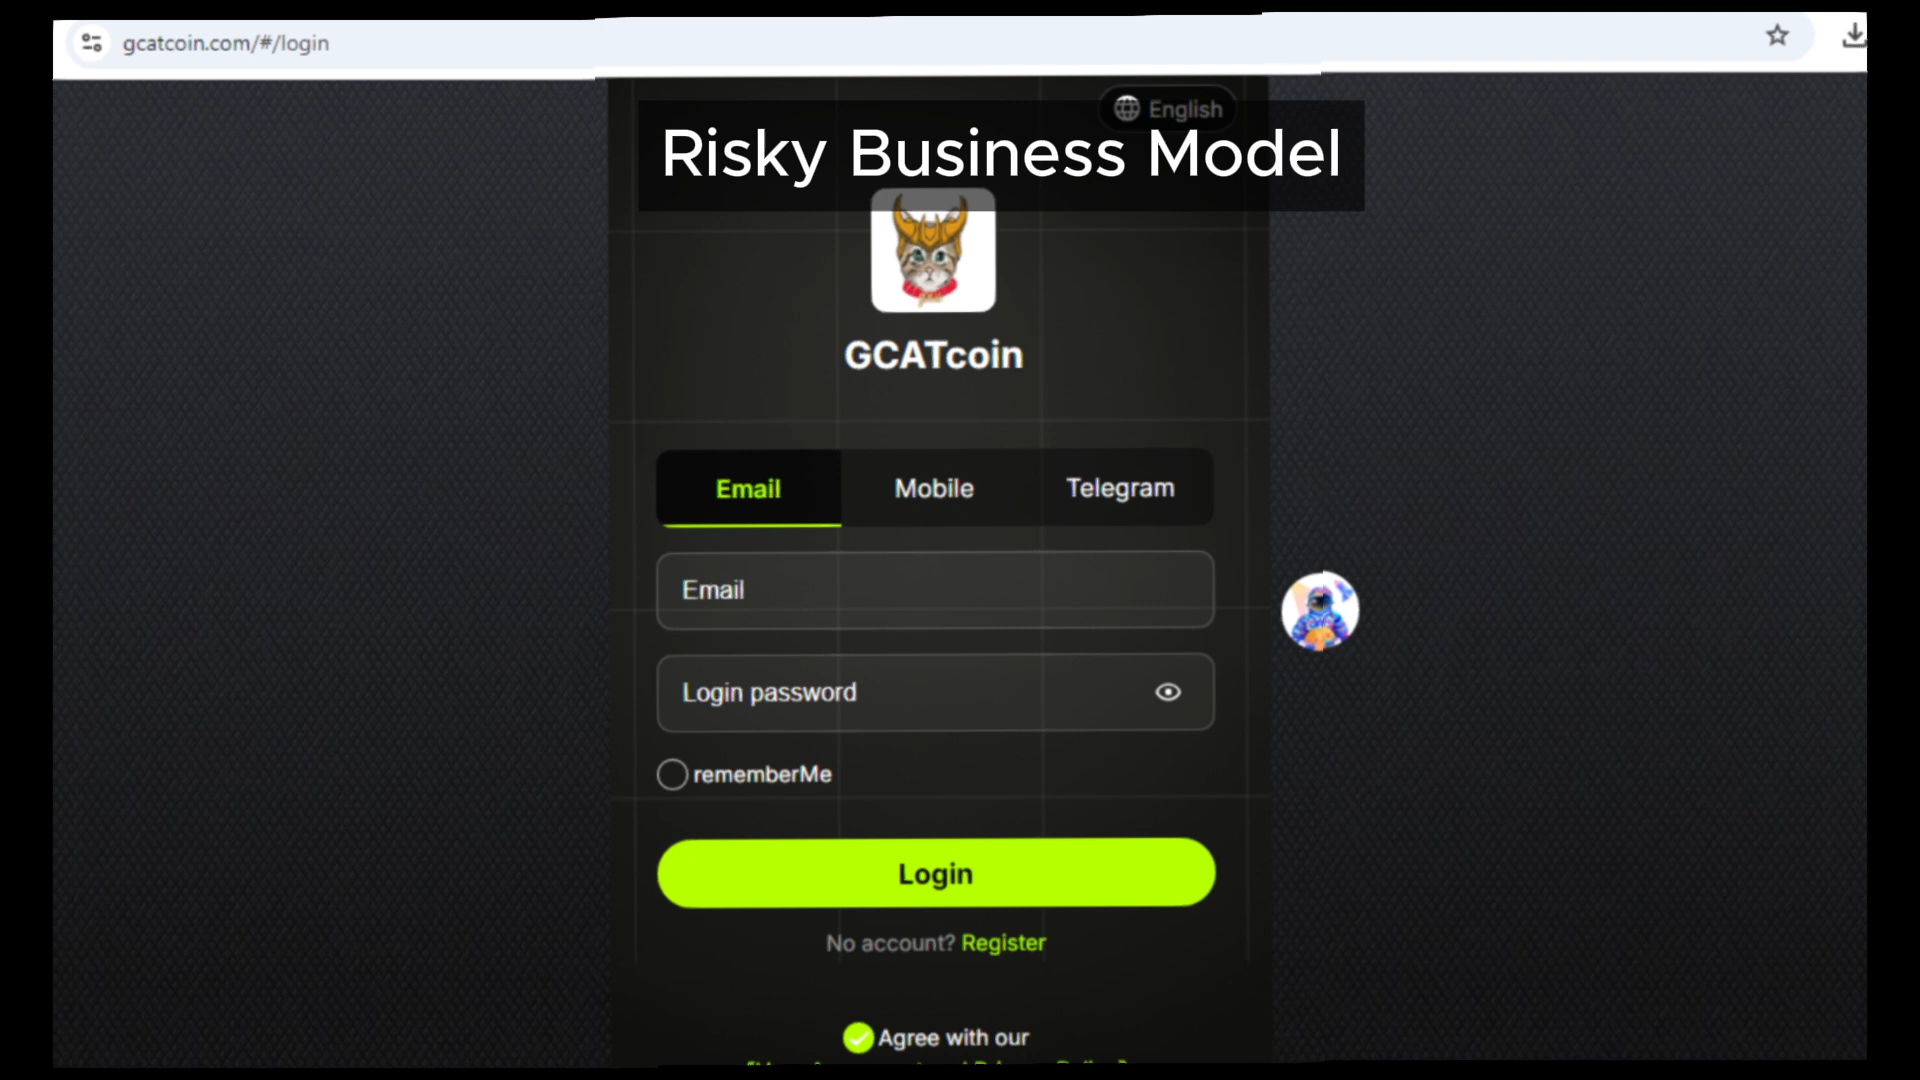 gcatcoin.com/#/login
English
Risky Business Model
GCATcoin
Email
Mobile
Telegram
Email
Login password
rememberMe
Login
No account? Register
Agree with our